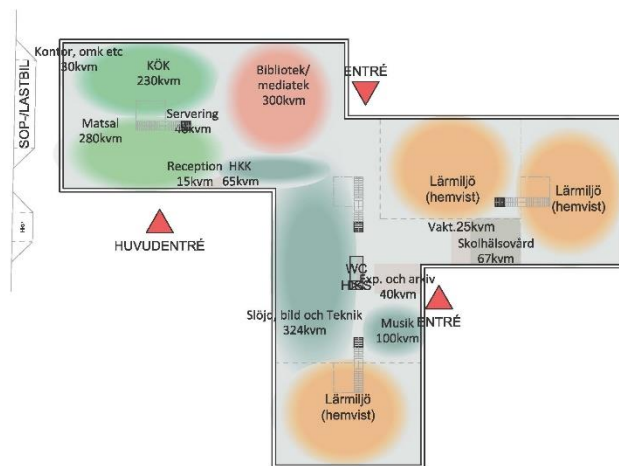 Kontor, omk etc
30kvm
KÖK
230kvm
Bibliotek/
mediatek
300kvm
ENTRÉ
SOP-/LASTBIL
Matsal
280kvm
Servering
40kvm
Reception HKK
15kvm 65kvm
Lärmiljö
(hemvist)
Lärmiljö
(hemvist)
HUVUDENTRÉ
Vakt.25kvm
Skolhälsovård
67kvm
WC
Exp. och arkiv
40kvm
Slöjd, bild och Teknik
324kvm
Musik
100kvm
ENTRÉ
Lärmiljö
(hemvist)